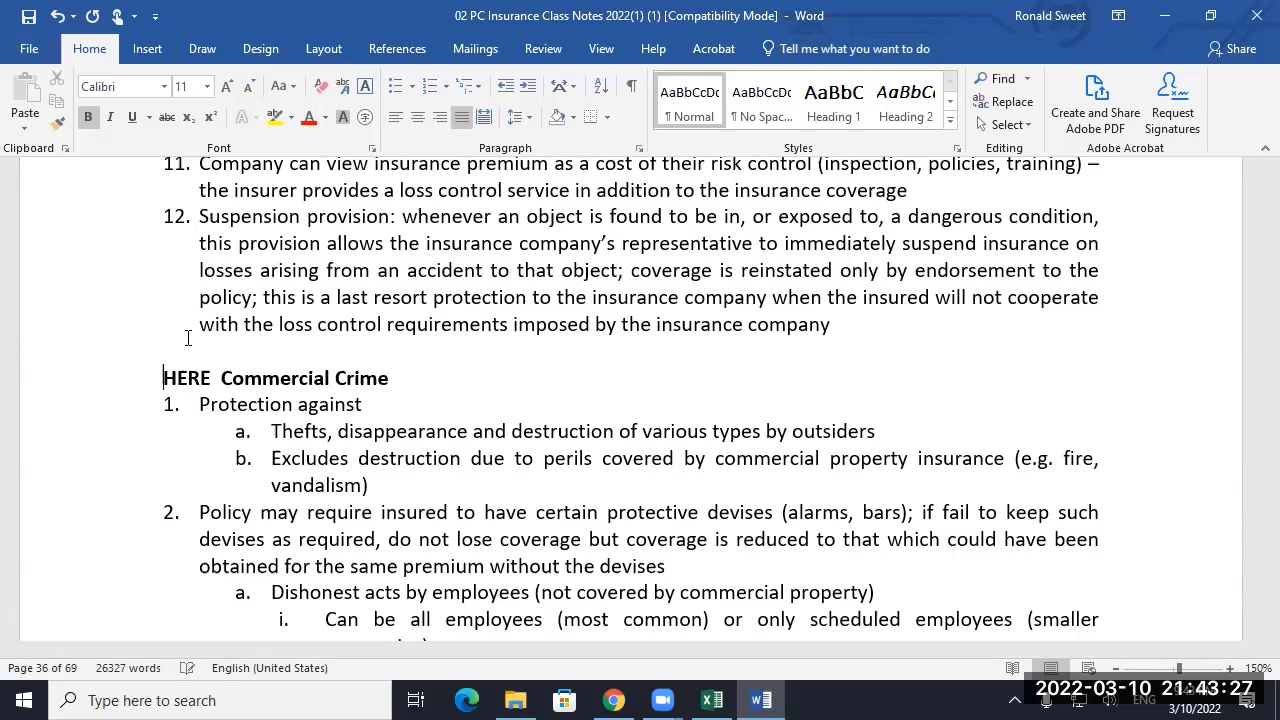 02 PC Insurance Class Notes 2022(1) (1) [Compatibility Mode] - Word
Ronald Sweet
File Home Insert Draw Design Layout References Mailings Review View Help Acrobat Tell me what you want to do Share
Calibri 11
Paste
Clipboard Font Paragraph Styles Editing Adobe Acrobat
AaBbCcDc ¶ Normal
AaBbCcDc ¶ No Spac...
AaBbC Heading 1
Heading 2
Find
Replace
Select
Create and Share Adobe PDF
Request Signatures
11. Company can view insurance premium as a cost of their risk control (inspection, policies, training) –
the insurer provides a loss control service in addition to the insurance coverage
12. Suspension provision: whenever an object is found to be in, or exposed to, a dangerous condition,
this provision allows the insurance company's representative to immediately suspend insurance on
losses arising from an accident to that object; coverage is reinstated only by endorsement to the
policy; this is a last resort protection to the insurance company when the insured will not cooperate
with the loss control requirements imposed by the insurance company
HERE  Commercial Crime
1. Protection against
a. Thefts, disappearance and destruction of various types by outsiders
b. Excludes destruction due to perils covered by commercial property insurance (e.g. fire,
vandalism)
2. Policy may require insured to have certain protective devises (alarms, bars); if fail to keep such
devises as required, do not lose coverage but coverage is reduced to that which could have been
obtained for the same premium without the devises
a. Dishonest acts by employees (not covered by commercial property)
i. Can be all employees (most common) or only scheduled employees (smaller
Page 36 of 69 26327 words English (United States) 150%
Type here to search
2022-03-10 21:43:27
ENG
3/10/2022